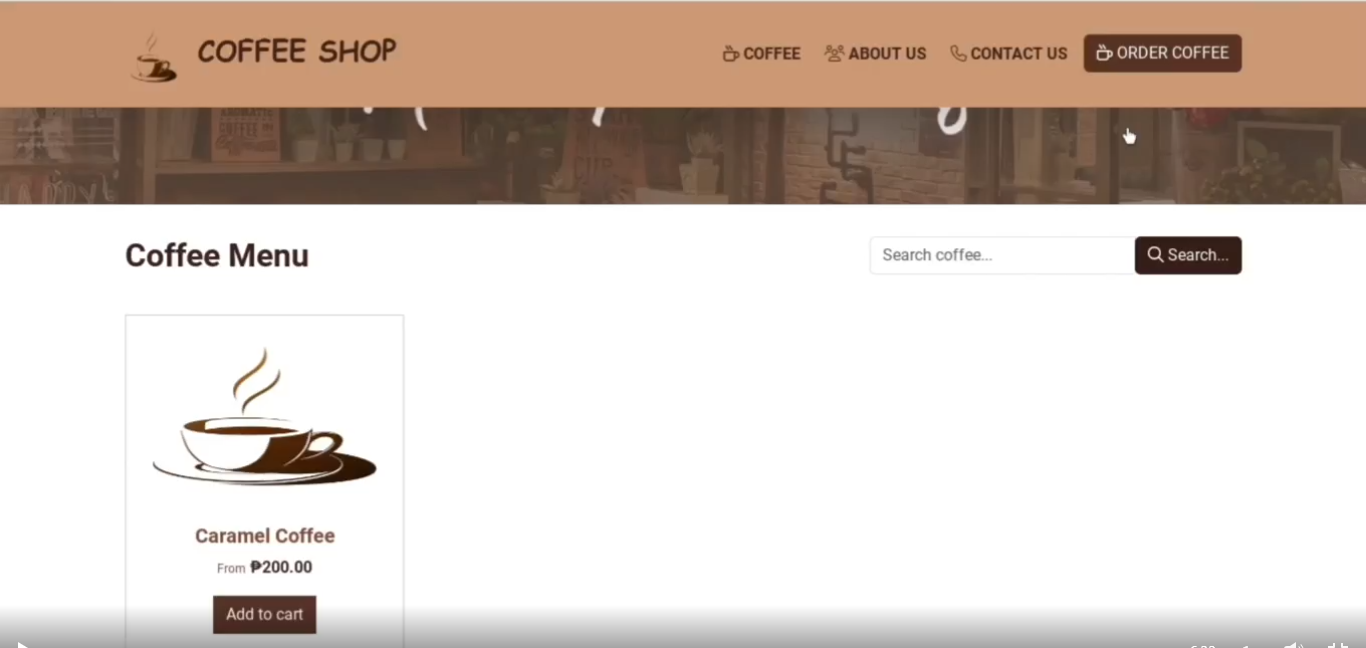 COFFEE SHOP
COFFEE ABOUT US CONTACT US ORDER COFFEE
Coffee Menu
Search coffee... Search...
Caramel Coffee
From ₱200.00
Add to cart